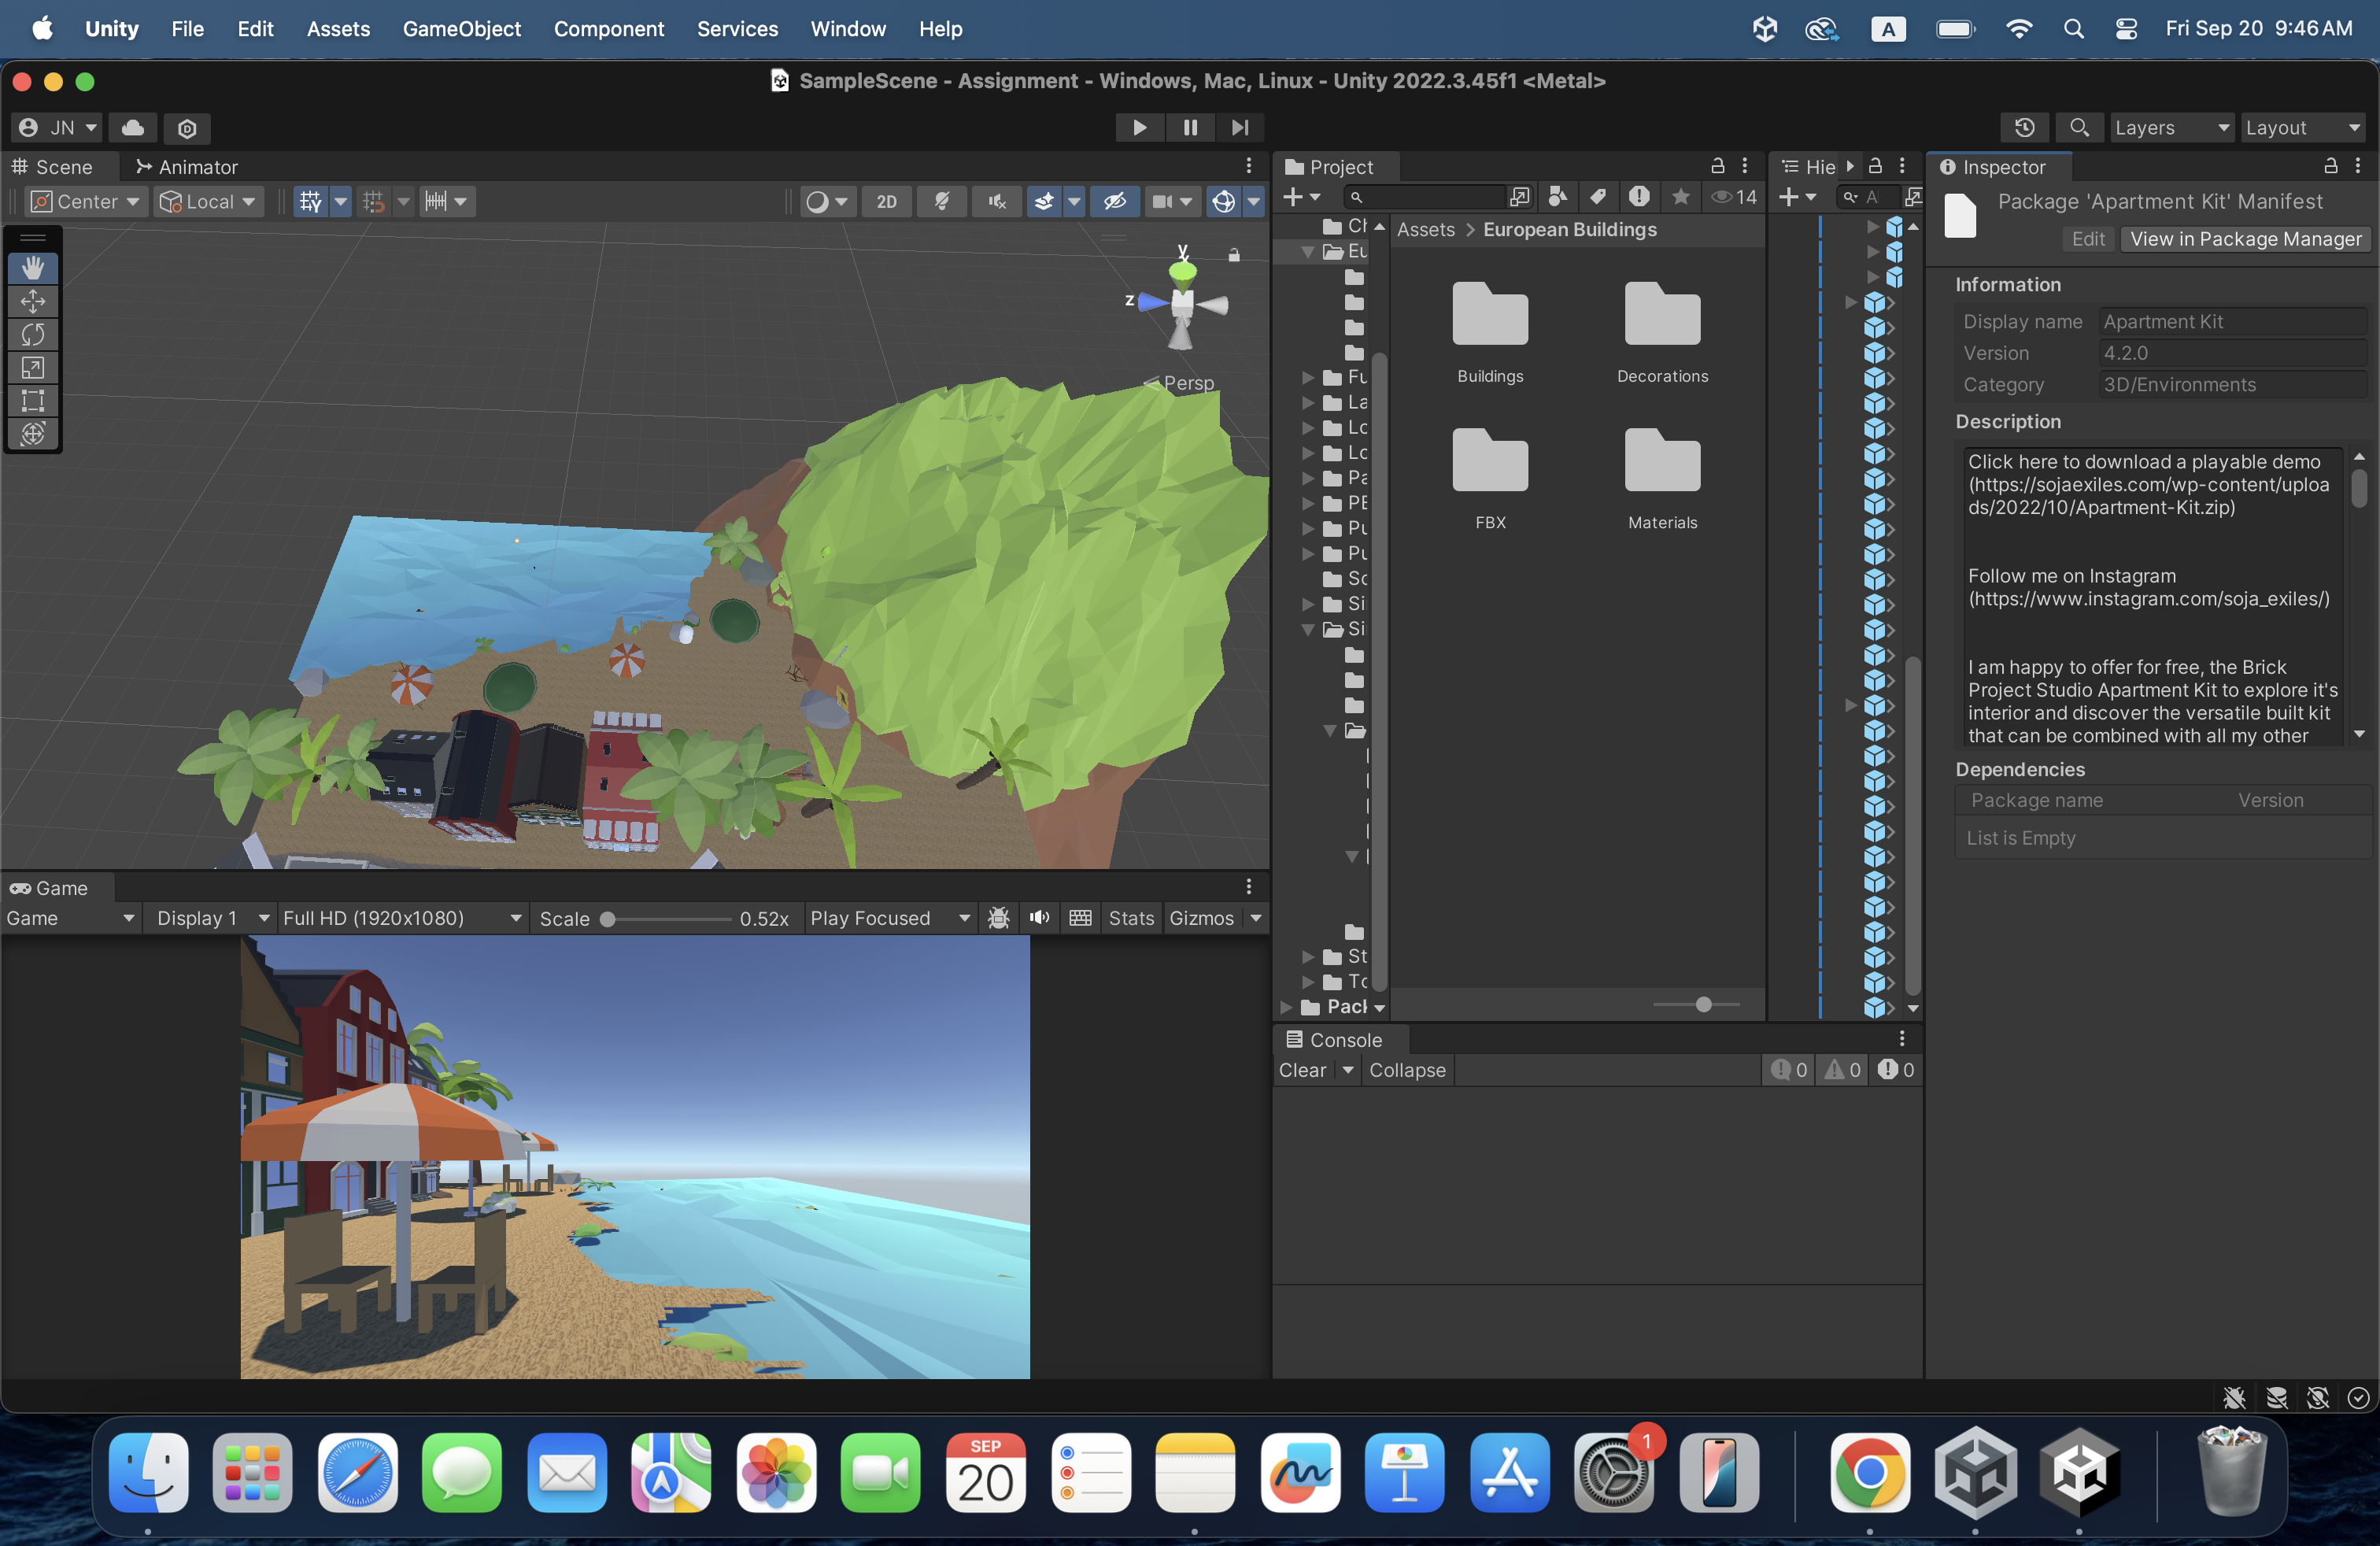 Unity File Edit Assets GameObject Component Services Window Help
A
Fri Sep 20 9:46 AM
SampleScene - Assignment - Windows, Mac, Linux - Unity 2022.3.45f1 <Metal>
JN
Layers
Layout
Scene
Animator
Center
Local
2D
y
z
Persp
Project
14
Assets > European Buildings
Buildings
Decorations
FBX
Materials
Ch
Eu
Fu
La
Lo
Lo
Pa
PE
Pu
Pu
Sc
Si
Si
St
To
Pack
Hie
Inspector
Package 'Apartment Kit' Manifest
Edit
View in Package Manager
Information
Display name Apartment Kit
Version 4.2.0
Category 3D/Environments
Description
Click here to download a playable demo
(https://sojaexiles.com/wp-content/uploa
ds/2022/10/Apartment-Kit.zip)
Follow me on Instagram
(https://www.instagram.com/soja_exiles/)
I am happy to offer for free, the Brick
Project Studio Apartment Kit to explore it's
interior and discover the versatile built kit
that can be combined with all my other
Dependencies
Package name Version
List is Empty
Game
Game
Display 1
Full HD (1920x1080)
Scale
0.52x
Play Focused
Stats
Gizmos
Console
Clear
Collapse
0
0
0
SEP
20
1